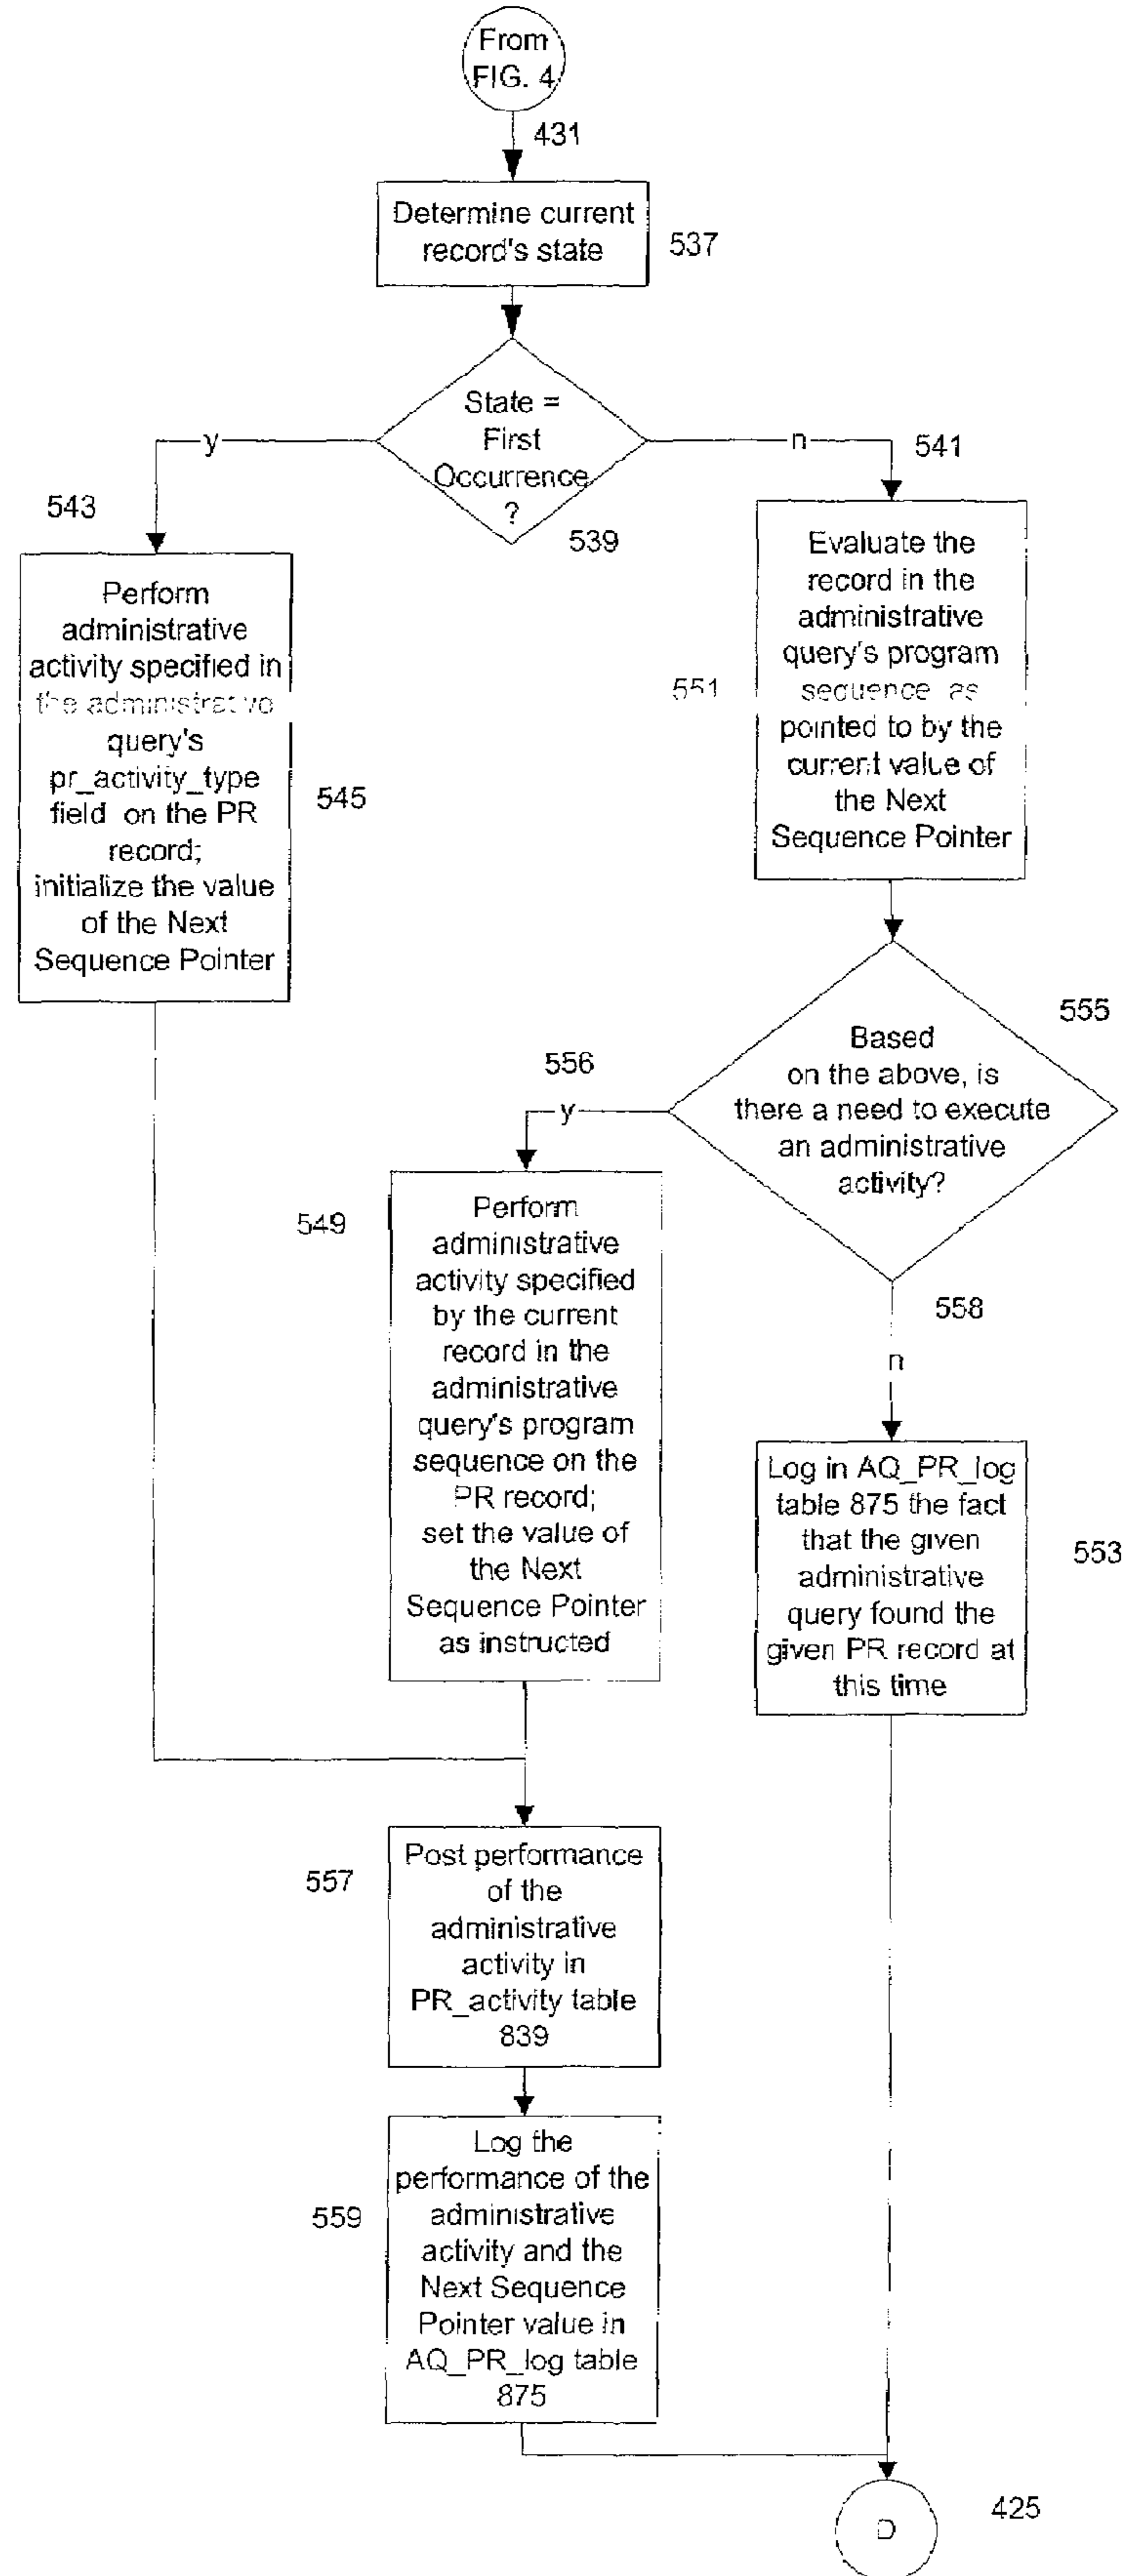 From
FIG. 4
431
Determine current
record's state
537
State =
First
Occurrence
?
539
y
n
541
543
Perform
administrative
activity specified in
the administrative
query's
pr_activity_type
field on the PR
record;
initialize the value
of the Next
Sequence Pointer
545
Evaluate the
record in the
administrative
query's program
sequence as
pointed to by the
current value of
the Next
Sequence Pointer
551
Based
on the above, is
there a need to execute
an administrative
activity?
555
556
y
558
n
549
Perform
administrative
activity specified
by the current
record in the
administrative
query's program
sequence on the
PR record;
set the value of
the Next
Sequence Pointer
as instructed
Log in AQ_PR_log
table 875 the fact
that the given
administrative
query found the
given PR record at
this time
553
557
Post performance
of the
administrative
activity in
PR_activity table
839
559
Log the
performance of the
administrative
activity and the
Next Sequence
Pointer value in
AQ_PR_log table
875
D
425